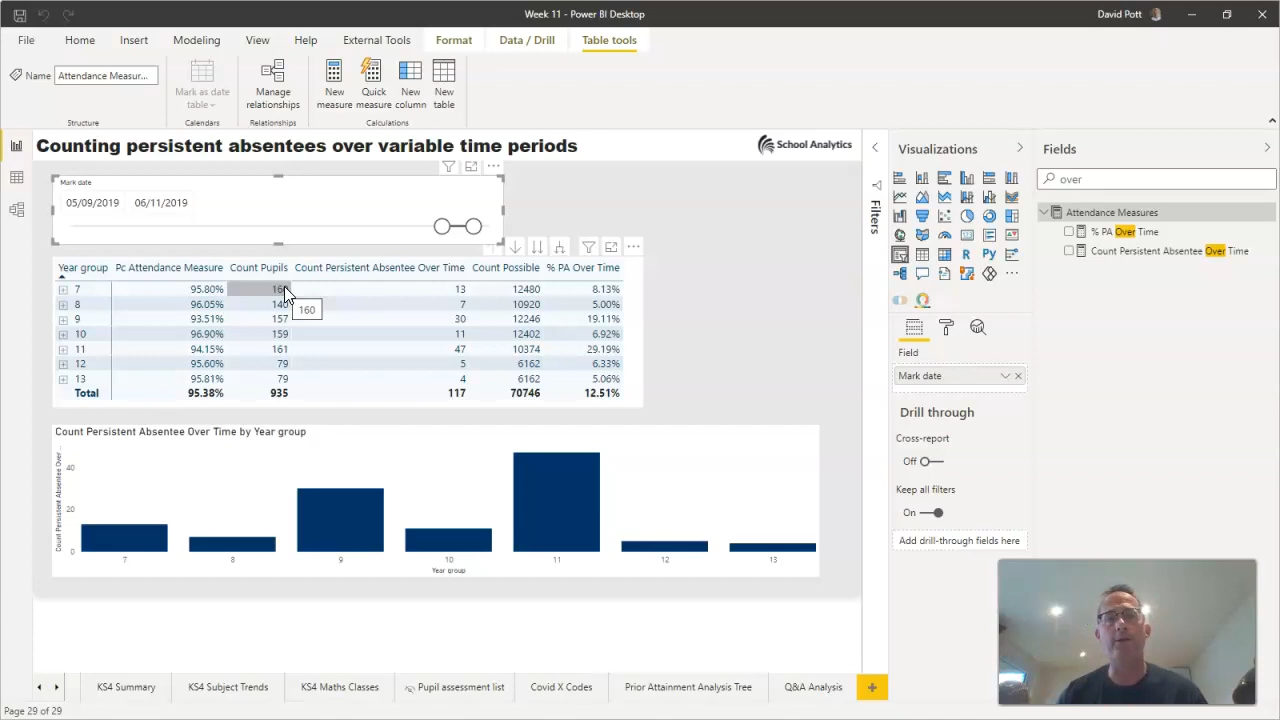 Week 11 - Power BI Desktop
David Pott
File Home Insert Modeling View Help External Tools Format Data / Drill Table tools
Name Attendance Measur...
Mark as date table
Manage relationships
New measure
Quick measure
New column
New table
Structure Calendars Relationships Calculations
Counting persistent absentees over variable time periods
School Analytics
Mark date
05/09/2019 06/11/2019
Year group Pc Attendance Measure Count Pupils Count Persistent Absentee Over Time Count Possible % PA Over Time
7 95.80% 160 13 12480 8.13%
160
8 96.05% 140 7 10920 5.00%
9 93.51% 157 30 12246 19.11%
10 96.90% 159 11 12402 6.92%
11 94.15% 161 47 10374 29.19%
12 95.60% 79 5 6162 6.33%
13 95.81% 79 4 6162 5.06%
Total 95.38% 935 117 70746 12.51%
Count Persistent Absentee Over Time by Year group
Count Persistent Absentee Over ...
40
20
0
7 8 9 10 11 12 13
Year group
Filters
Visualizations
R Py
Field
Mark date
Drill through
Cross-report
Off
Keep all filters
On
Add drill-through fields here
Fields
over
Attendance Measures
% PA Over Time
Count Persistent Absentee Over Time
KS4 Summary KS4 Subject Trends KS4 Maths Classes Pupil assessment list Covid X Codes Prior Attainment Analysis Tree Q&A Analysis
Page 29 of 29